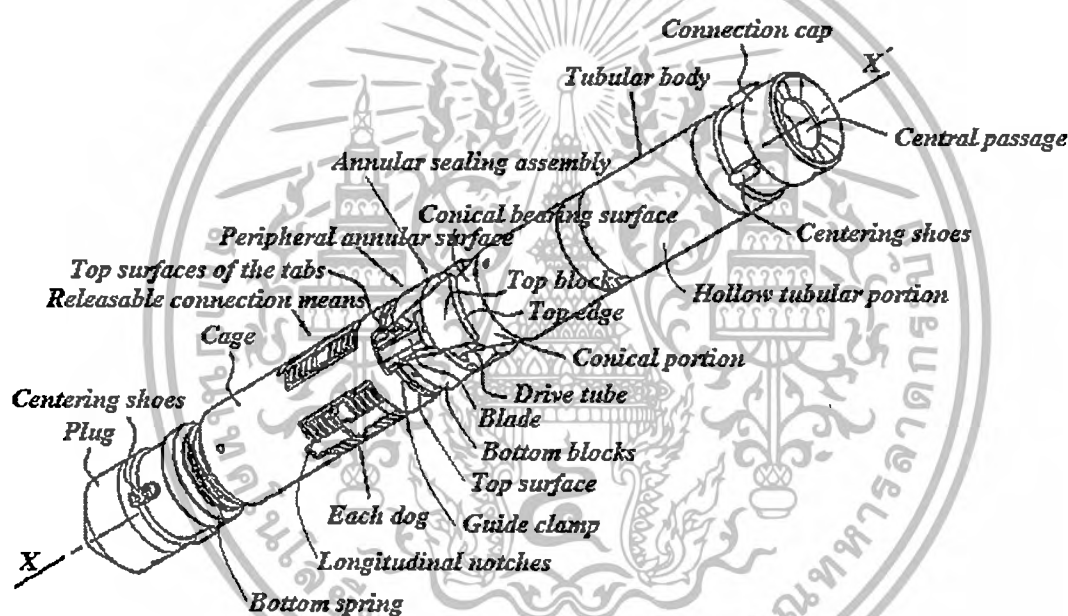 Connection cap
X'
Tubular body
Central passage
Annular sealing assembly
Conical bearing surface
Centering shoes
Peripheral annular surface
Top surfaces of the tabs
Top blocks
Hollow tubular portion
Releasable connection means
Top edge
Cage
Conical portion
Centering shoes
Drive tube
Plug
Blade
Bottom blocks
Top surface
Each dog
Guide clamp
X
Longitudinal notches
Bottom spring